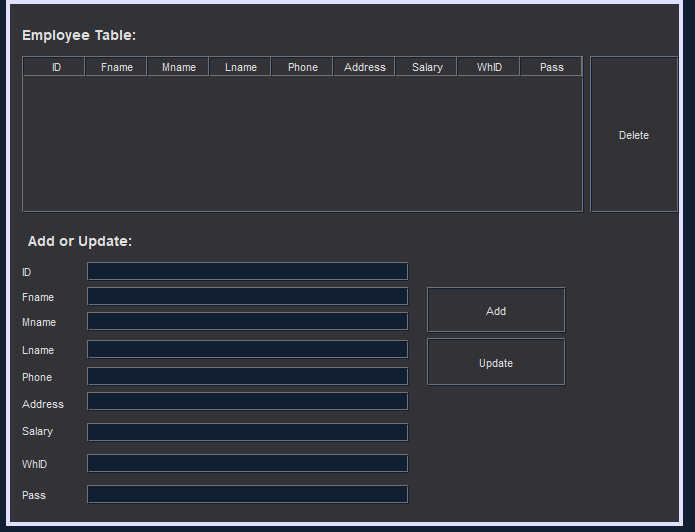 Employee Table:
ID Fname Mname Lname Phone Address Salary WhID Pass
Delete
Add or Update:
ID
Fname
Mname
Add
Lname
Update
Phone
Address
Salary
WhID
Pass